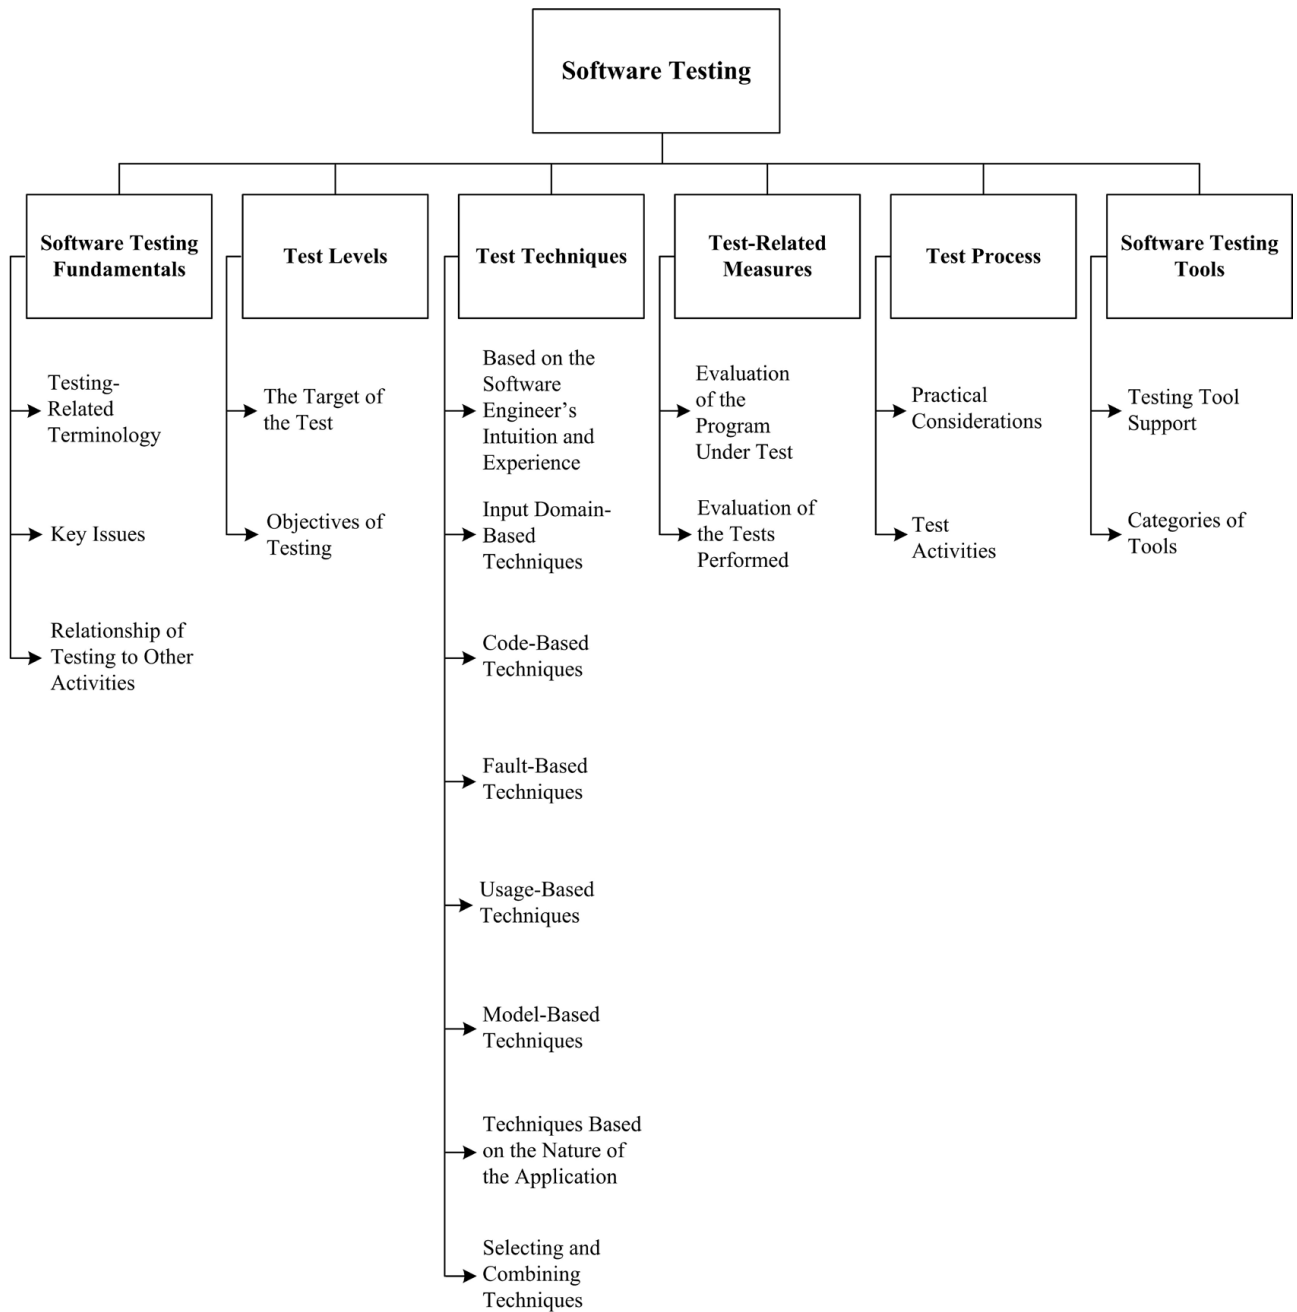 Software Testing
Software Testing
Fundamentals
Testing-
Related
Terminology
Key Issues
Relationship of
Testing to Other
Activities
Test Levels
The Target of
the Test
Objectives of
Testing
Test Techniques
Based on the
Software
Engineer’s
Intuition and
Experience
Input Domain-
Based
Techniques
Code-Based
Techniques
Fault-Based
Techniques
Usage-Based
Techniques
Model-Based
Techniques
Techniques Based
on the Nature of
the Application
Selecting and
Combining
Techniques
Test-Related
Measures
Evaluation
of the
Program
Under Test
Evaluation of
the Tests
Performed
Test Process
Practical
Considerations
Test
Activities
Software Testing
Tools
Testing Tool
Support
Categories of
Tools